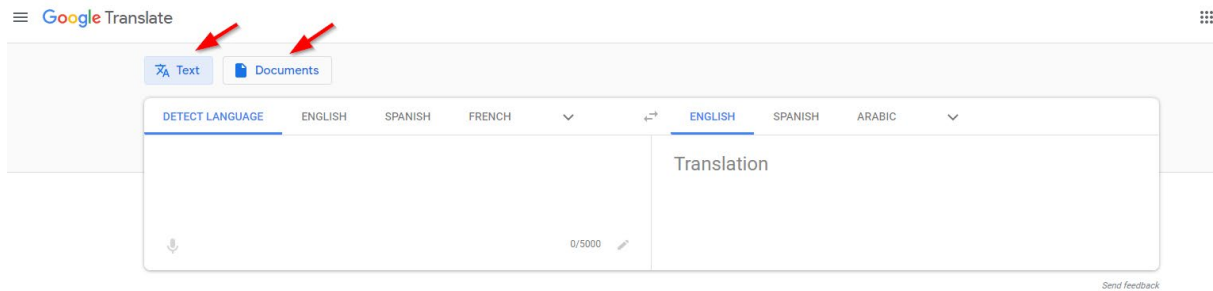 Google Translate
Text Documents
DETECT LANGUAGE ENGLISH SPANISH FRENCH ENGLISH SPANISH ARABIC
Translation
0/5000
Send feedback